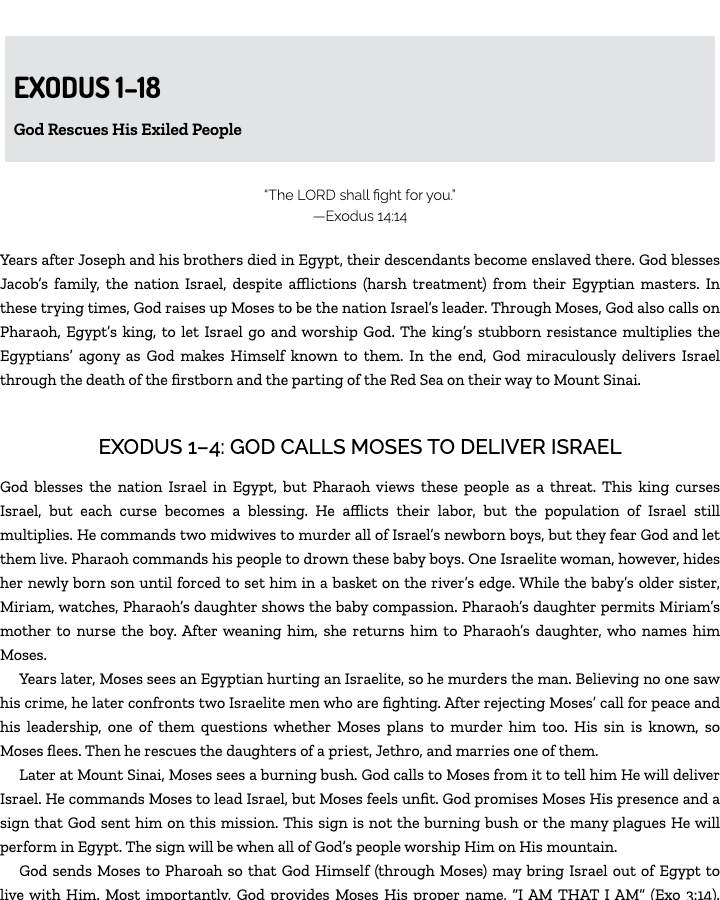 EXODUS 1–18
God Rescues His Exiled People
“The LORD shall fight for you.”
—Exodus 14:14
Years after Joseph and his brothers died in Egypt, their descendants become enslaved there. God blesses
Jacob’s family, the nation Israel, despite afflictions (harsh treatment) from their Egyptian masters. In
these trying times, God raises up Moses to be the nation Israel’s leader. Through Moses, God also calls on
Pharaoh, Egypt’s king, to let Israel go and worship God. The king’s stubborn resistance multiplies the
Egyptians’ agony as God makes Himself known to them. In the end, God miraculously delivers Israel
through the death of the firstborn and the parting of the Red Sea on their way to Mount Sinai.
EXODUS 1–4: GOD CALLS MOSES TO DELIVER ISRAEL
God blesses the nation Israel in Egypt, but Pharaoh views these people as a threat. This king curses
Israel, but each curse becomes a blessing. He afflicts their labor, but the population of Israel still
multiplies. He commands two midwives to murder all of Israel’s newborn boys, but they fear God and let
them live. Pharaoh commands his people to drown these baby boys. One Israelite woman, however, hides
her newly born son until forced to set him in a basket on the river’s edge. While the baby’s older sister,
Miriam, watches, Pharaoh’s daughter shows the baby compassion. Pharaoh’s daughter permits Miriam’s
mother to nurse the boy. After weaning him, she returns him to Pharaoh’s daughter, who names him
Moses.
Years later, Moses sees an Egyptian hurting an Israelite, so he murders the man. Believing no one saw
his crime, he later confronts two Israelite men who are fighting. After rejecting Moses’ call for peace and
his leadership, one of them questions whether Moses plans to murder him too. His sin is known, so
Moses flees. Then he rescues the daughters of a priest, Jethro, and marries one of them.
Later at Mount Sinai, Moses sees a burning bush. God calls to Moses from it to tell him He will deliver
Israel. He commands Moses to lead Israel, but Moses feels unfit. God promises Moses His presence and a
sign that God sent him on this mission. This sign is not the burning bush or the many plagues He will
perform in Egypt. The sign will be when all of God’s people worship Him on His mountain.
God sends Moses to Pharoah so that God Himself (through Moses) may bring Israel out of Egypt to
live with Him. Most importantly, God provides Moses His proper name, “I AM THAT I AM” (Exo 3:14),